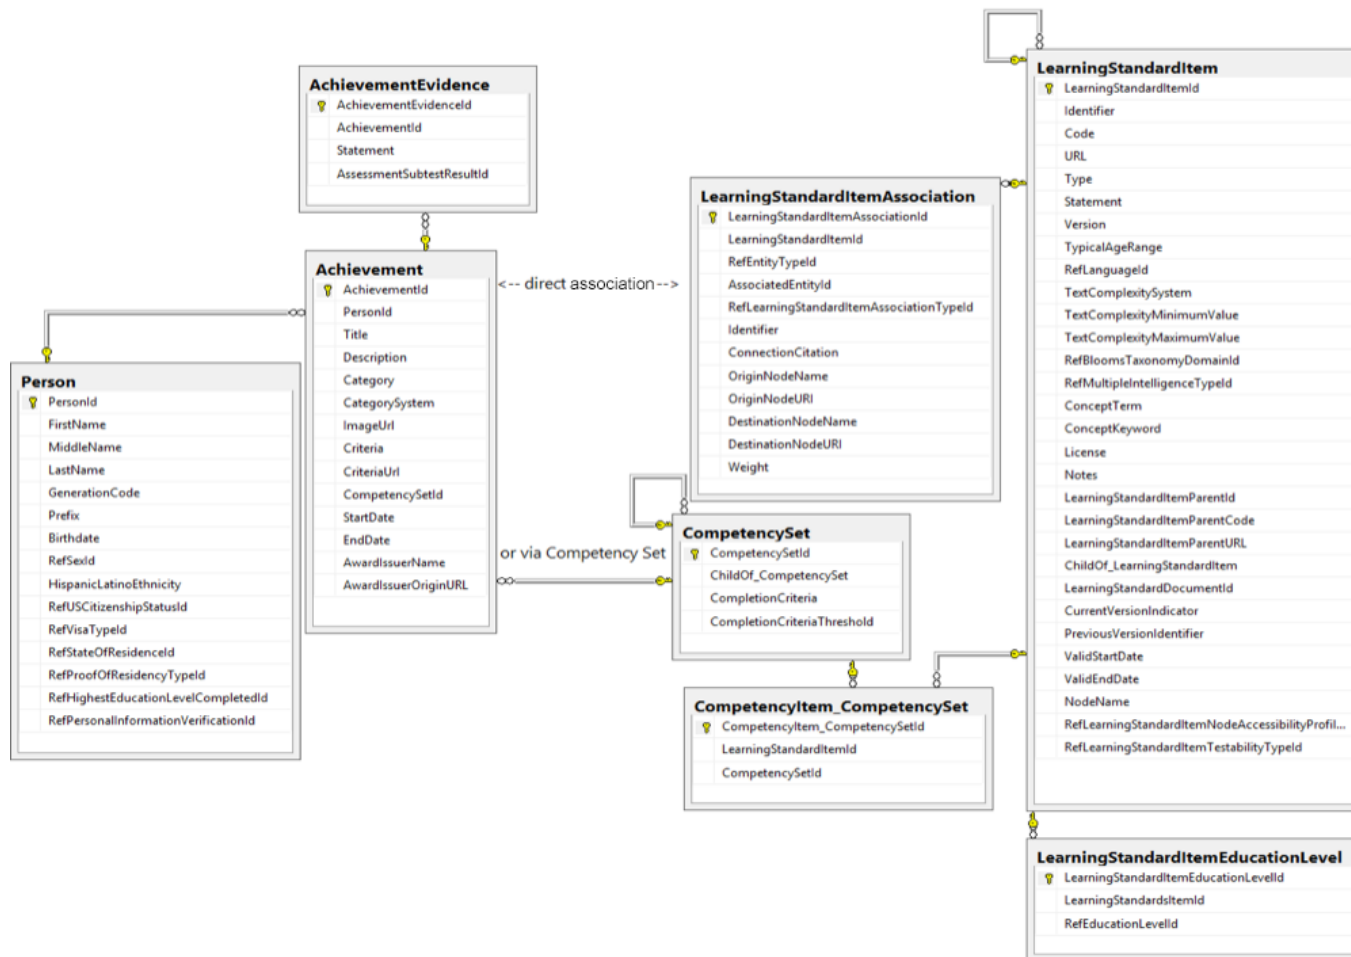 AchievementEvidence
AchievementEvidenceId
AchievementId
Statement
AssessmentSubtestResultId
Achievement
AchievementId
PersonId
Title
Description
Category
CategorySystem
ImageUrl
Criteria
CriteriaUrl
CompetencySetId
StartDate
EndDate
AwardIssuerName
AwardIssuerOriginURL
Person
PersonId
FirstName
MiddleName
LastName
GenerationCode
Prefix
Birthdate
RefSexId
HispanicLatinoEthnicity
RefUSCitizenshipStatusId
RefVisaTypeId
RefStateOfResidenceId
RefProofOfResidencyTypeId
RefHighestEducationLevelCompletedId
RefPersonalInformationVerificationId
<-- direct association-->
or via Competency Set
LearningStandardItemAssociation
LearningStandardItemAssociationId
LearningStandardItemId
RefEntityTypeId
AssociatedEntityId
RefLearningStandardItemAssociationTypeId
Identifier
ConnectionCitation
OriginNodeName
OriginNodeURI
DestinationNodeName
DestinationNodeURI
Weight
CompetencySet
CompetencySetId
ChildOf_CompetencySet
CompletionCriteria
CompletionCriteriaThreshold
CompetencyItem_CompetencySet
CompetencyItem_CompetencySetId
LearningStandardItemId
CompetencySetId
LearningStandardItem
LearningStandardItemId
Identifier
Code
URL
Type
Statement
Version
TypicalAgeRange
RefLanguageId
TextComplexitySystem
TextComplexityMinimumValue
TextComplexityMaximumValue
RefBloomsTaxonomyDomainId
RefMultipleIntelligenceTypeId
ConceptTerm
ConceptKeyword
License
Notes
LearningStandardItemParentId
LearningStandardItemParentCode
LearningStandardItemParentURL
ChildOf_LearningStandardItem
LearningStandardDocumentId
CurrentVersionIndicator
PreviousVersionIdentifier
ValidStartDate
ValidEndDate
NodeName
RefLearningStandardItemNodeAccessibilityProfil...
RefLearningStandardItemTestabilityTypeId
LearningStandardItemEducationLevel
LearningStandardItemEducationLevelId
LearningStandardsItemId
RefEducationLevelId